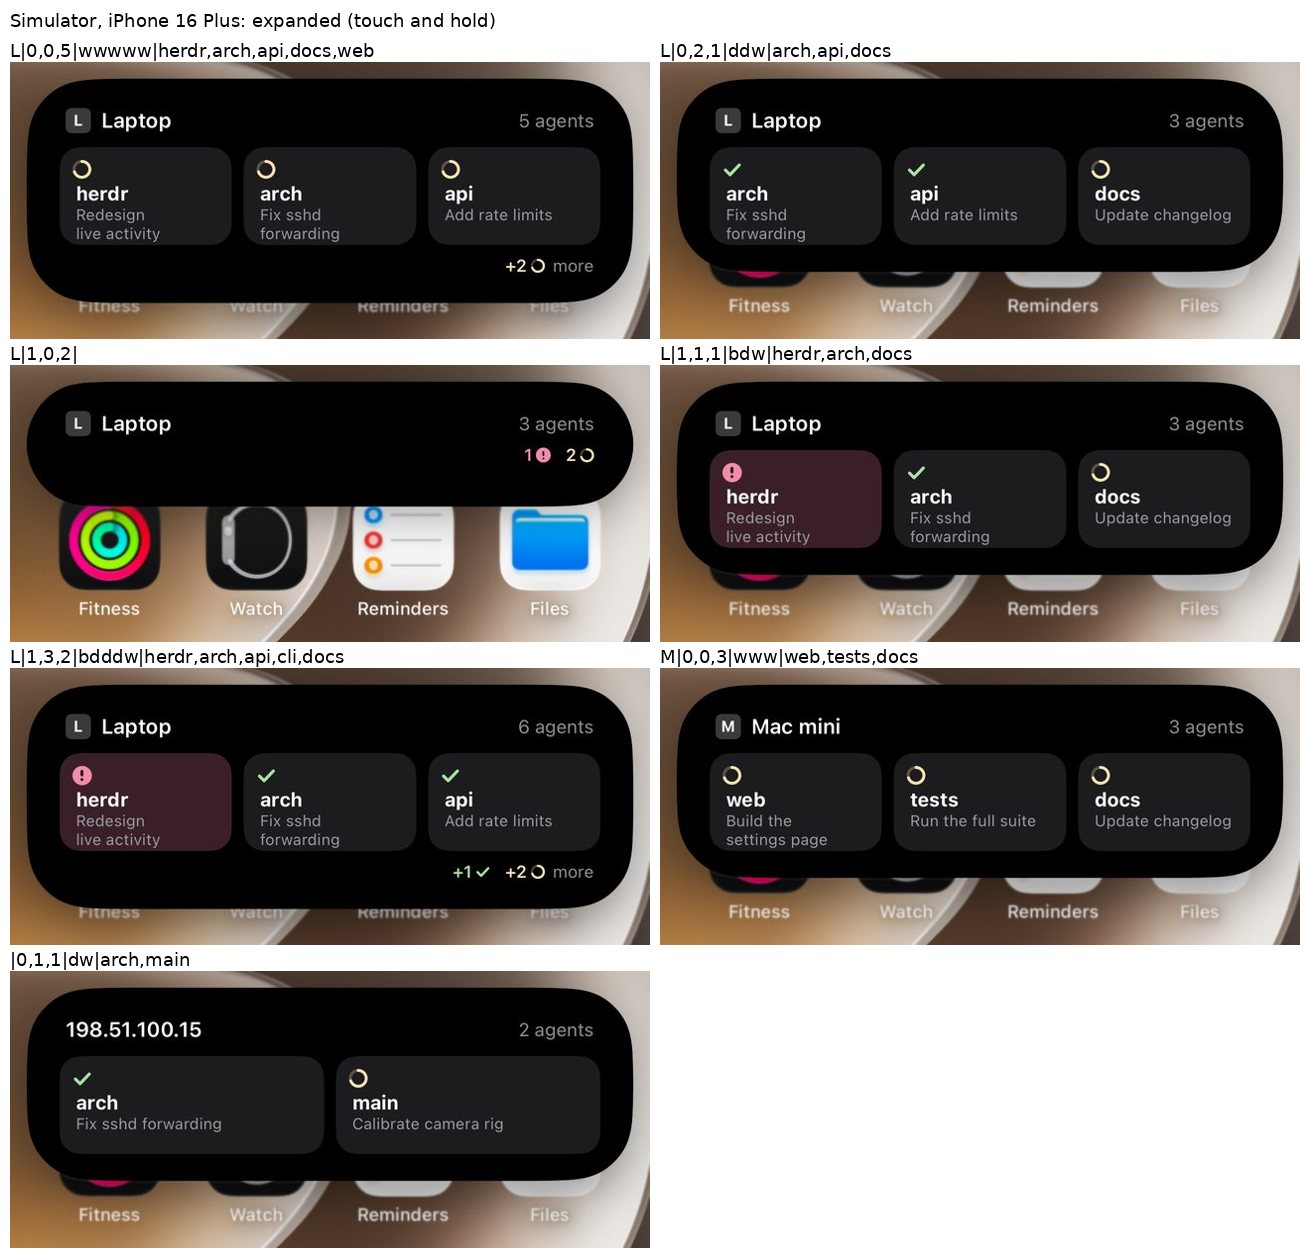 Simulator, iPhone 16 Plus: expanded (touch and hold)
L|0,0,5|wwwww|herdr,arch,api,docs,web
L Laptop 5 agents
herdr arch api
Redesign Fix sshd Add rate limits
live activity forwarding
+2 more
Fitness Watch Reminders Files
L|0,2,1|ddw|arch,api,docs
L Laptop 3 agents
arch api docs
Fix sshd Add rate limits Update changelog
forwarding
Fitness Watch Reminders Files
L|1,0,2|
L Laptop 3 agents
1 2
Fitness Watch Reminders Files
L|1,1,1|bdw|herdr,arch,docs
L Laptop 3 agents
herdr arch docs
Redesign Fix sshd Update changelog
live activity forwarding
Fitness Watch Reminders Files
L|1,3,2|bdddw|herdr,arch,api,cli,docs
L Laptop 6 agents
herdr arch api
Redesign Fix sshd Add rate limits
live activity forwarding
+1 +2 more
Fitness Watch Reminders Files
M|0,0,3|www|web,tests,docs
M Mac mini 3 agents
web tests docs
Build the Run the full suite Update changelog
settings page
Fitness Watch Reminders Files
|0,1,1|dw|arch,main
198.51.100.15 2 agents
arch main
Fix sshd forwarding Calibrate camera rig
Fitness Watch Reminders Files